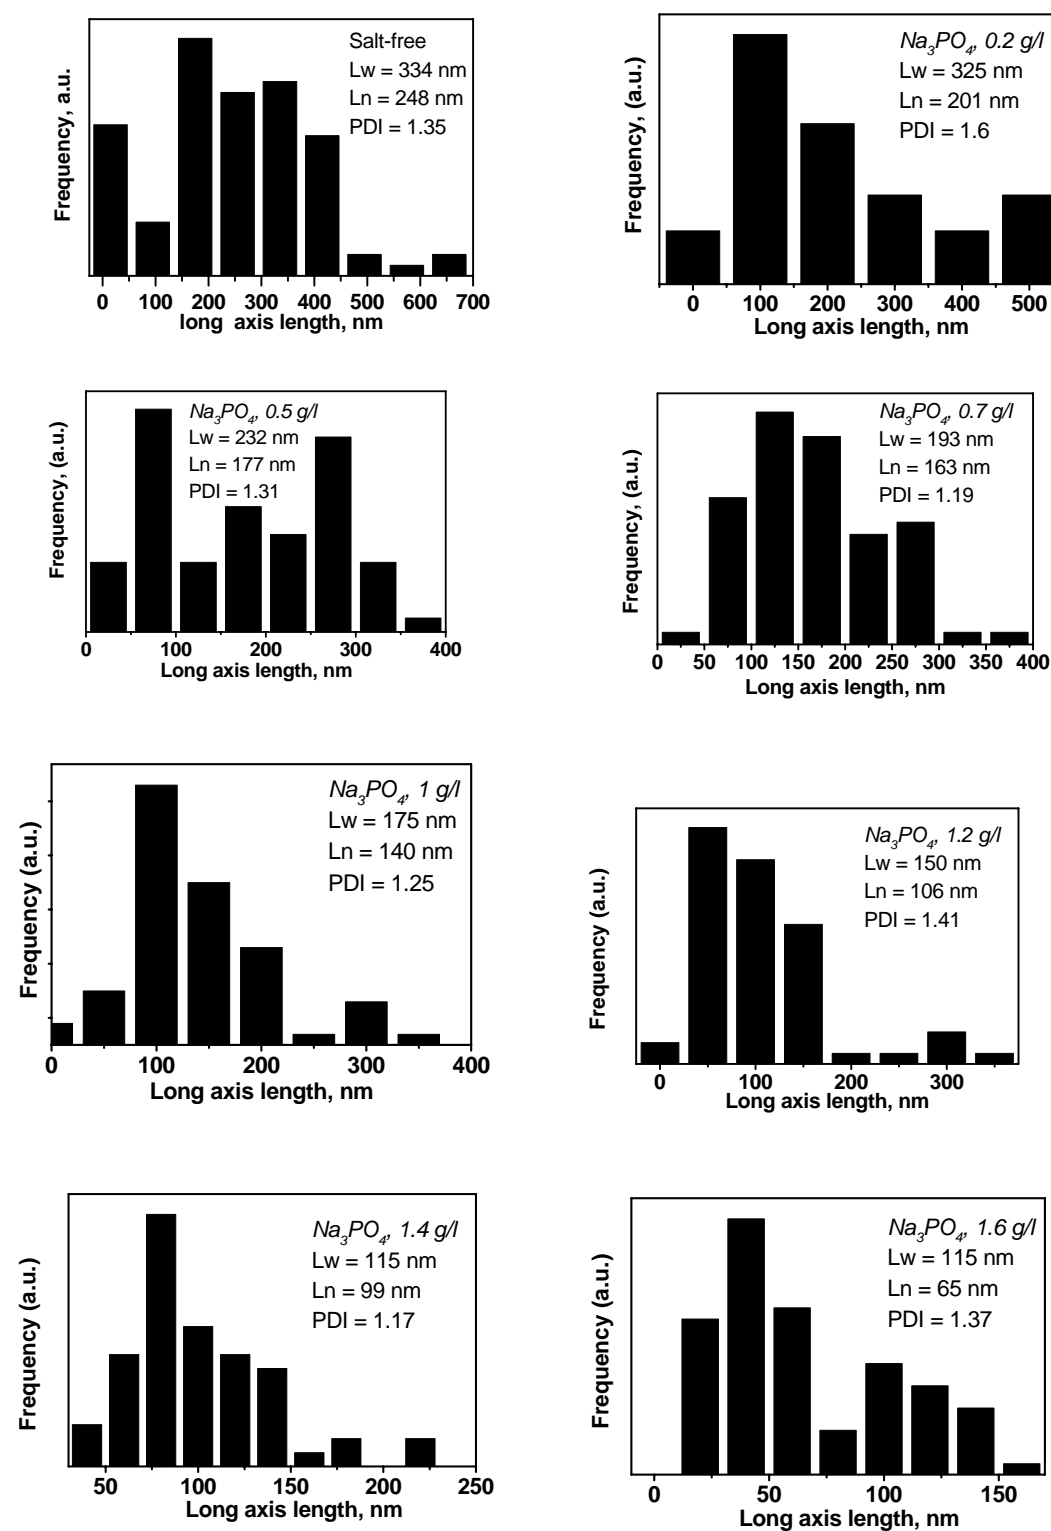 Salt-free
Lw = 334 nm
Ln = 248 nm
PDI = 1.35
Frequency, a.u.
0 100 200 300 400 500 600 700
long axis length, nm
Na₃PO₄, 0.2 g/l
Lw = 325 nm
Ln = 201 nm
PDI = 1.6
Frequency, (a.u.)
0 100 200 300 400 500
Long axis length, nm
Na₃PO₄, 0.5 g/l
Lw = 232 nm
Ln = 177 nm
PDI = 1.31
Frequency, (a.u.)
0 100 200 300 400
Long axis length, nm
Na₃PO₄, 0.7 g/l
Lw = 193 nm
Ln = 163 nm
PDI = 1.19
Frequency, (a.u.)
0 50 100 150 200 250 300 350 400
Long axis length, nm
Na₃PO₄, 1 g/l
Lw = 175 nm
Ln = 140 nm
PDI = 1.25
Frequency (a.u.)
100 200 300 400
Long axis length, nm
Na₃PO₄, 1.2 g/l
Lw = 150 nm
Ln = 106 nm
PDI = 1.41
Frequency (a.u.)
0 100 200 300
Long axis length, nm
Na₃PO₄, 1.4 g/l
Lw = 115 nm
Ln = 99 nm
PDI = 1.17
Frequency (a.u.)
50 100 150 200 250
Long axis length, nm
Na₃PO₄, 1.6 g/l
Lw = 115 nm
Ln = 65 nm
PDI = 1.37
Frequency (a.u.)
0 50 100 150
Long axis length, nm